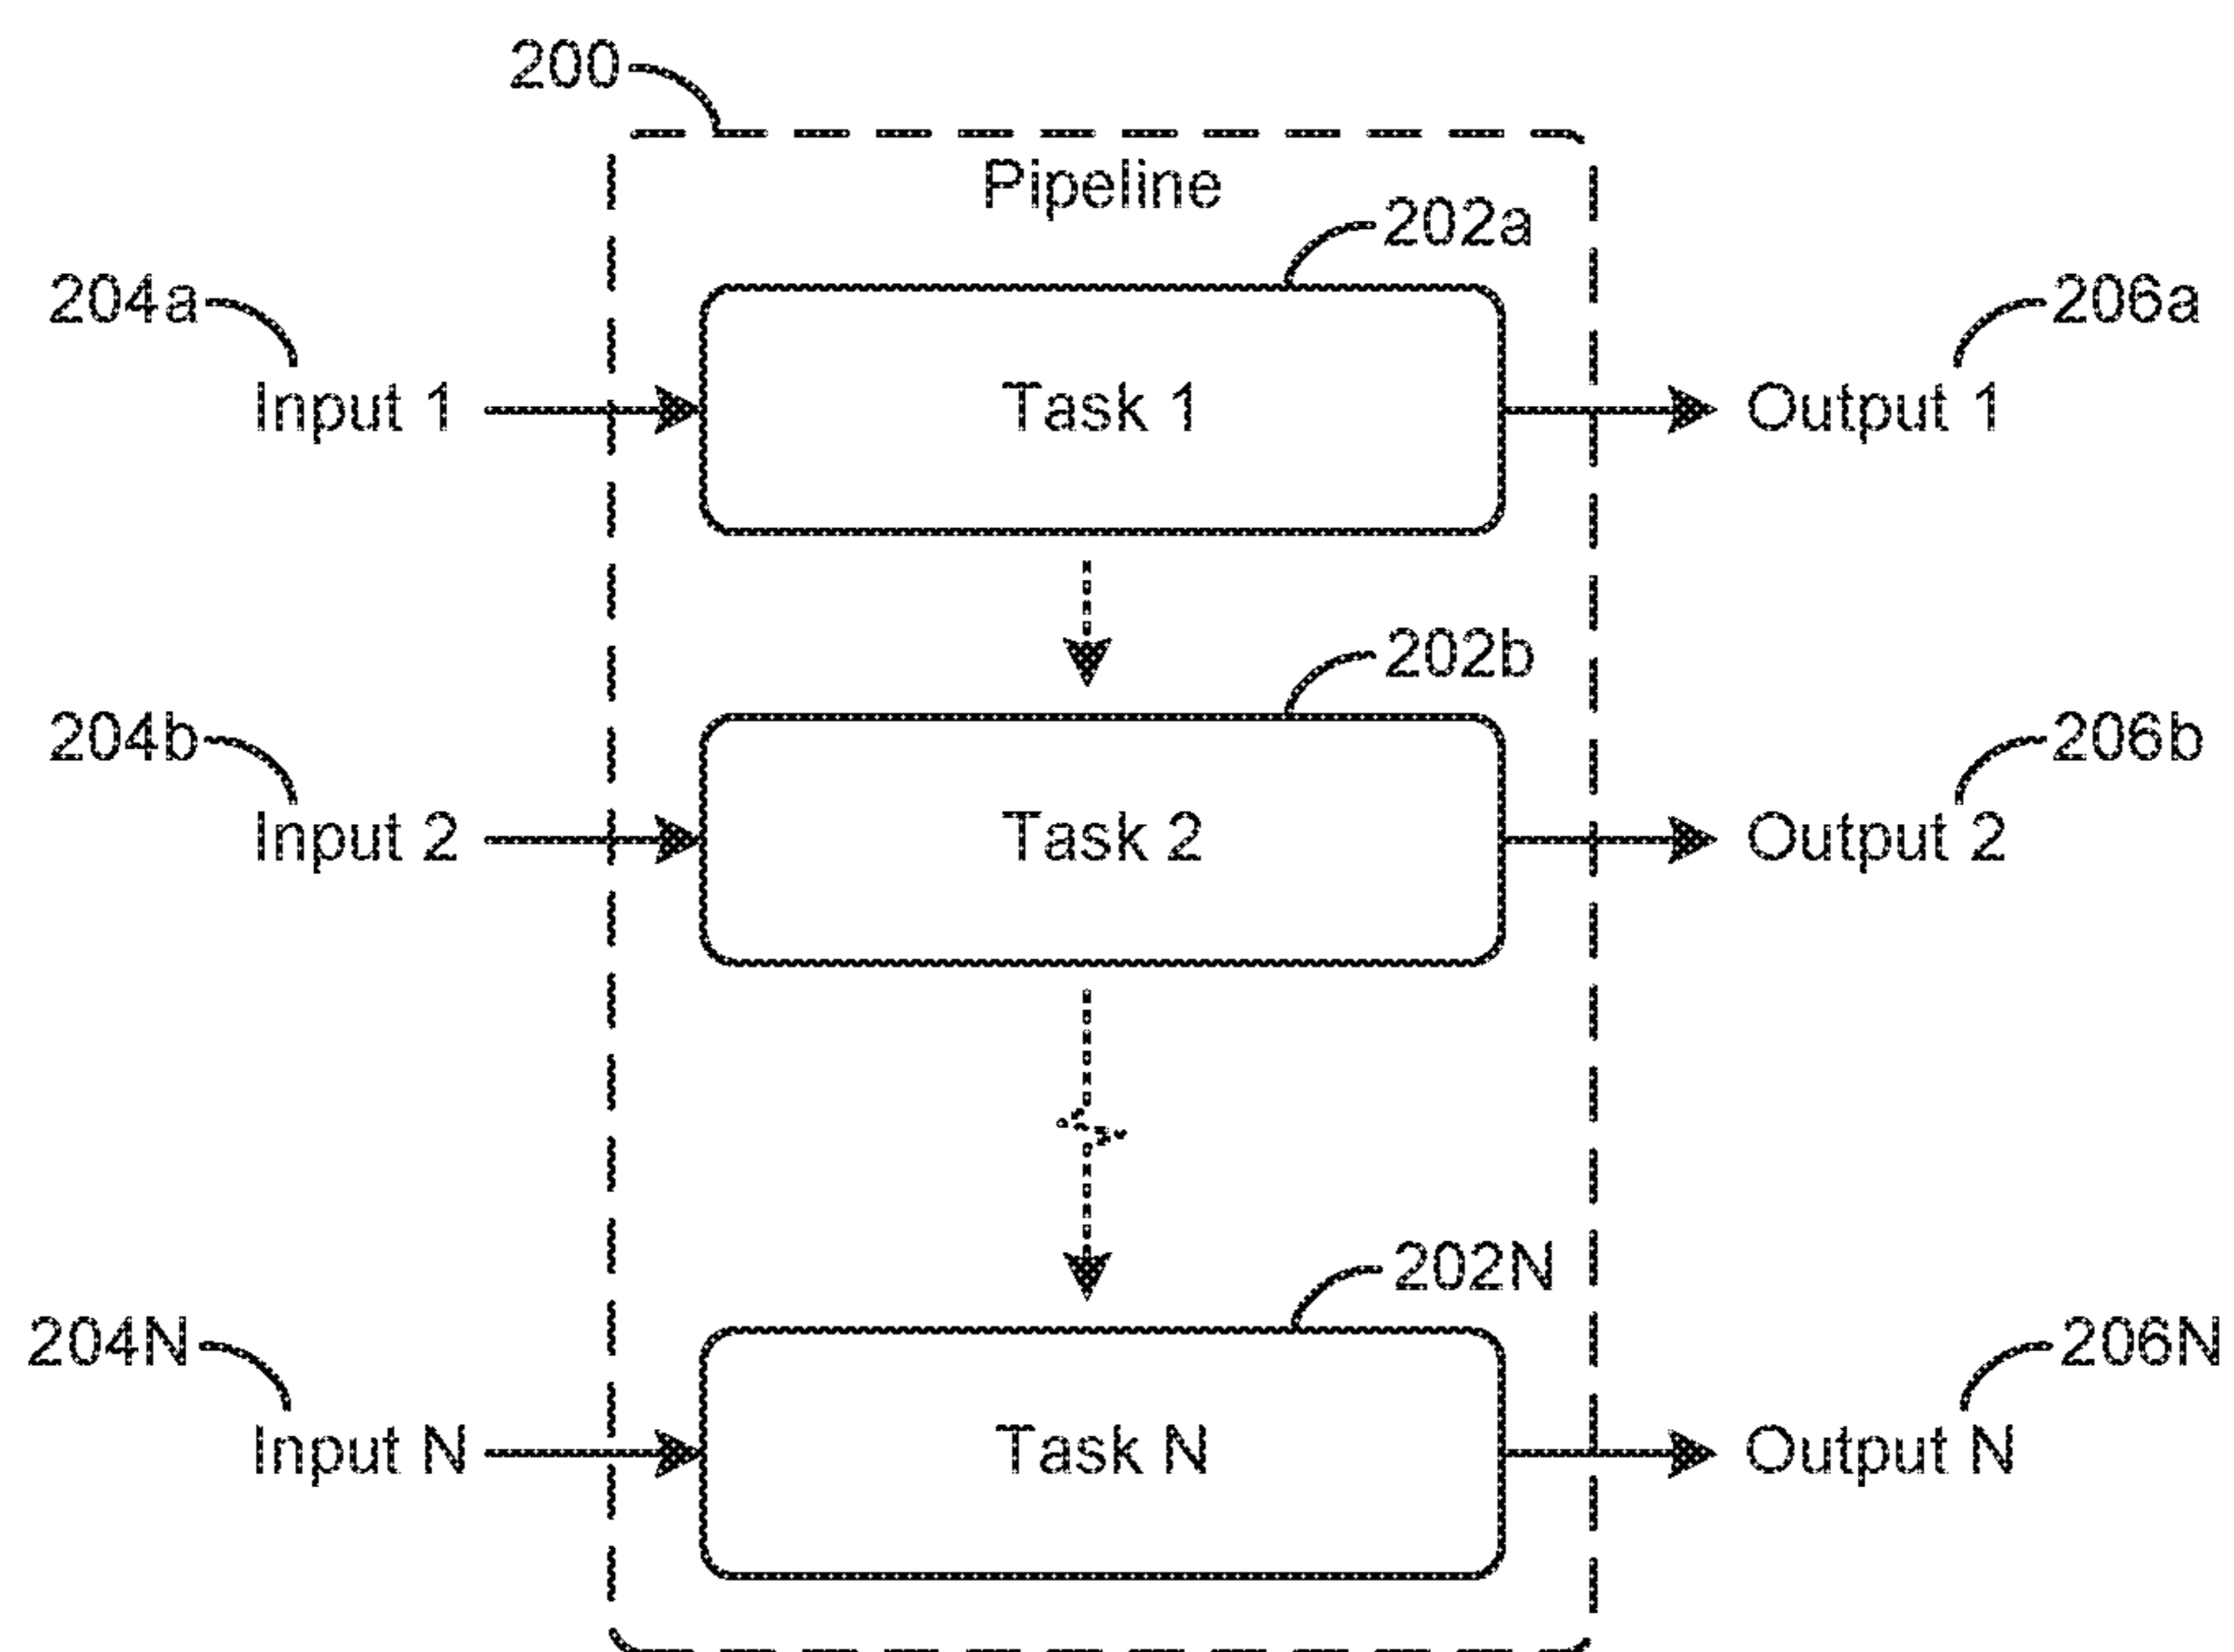 200
Pipeline
202a
204a
206a
Input 1
Task 1
Output 1
202b
204b
206b
Input 2
Task 2
Output 2
202N
204N
206N
Input N
Task N
Output N